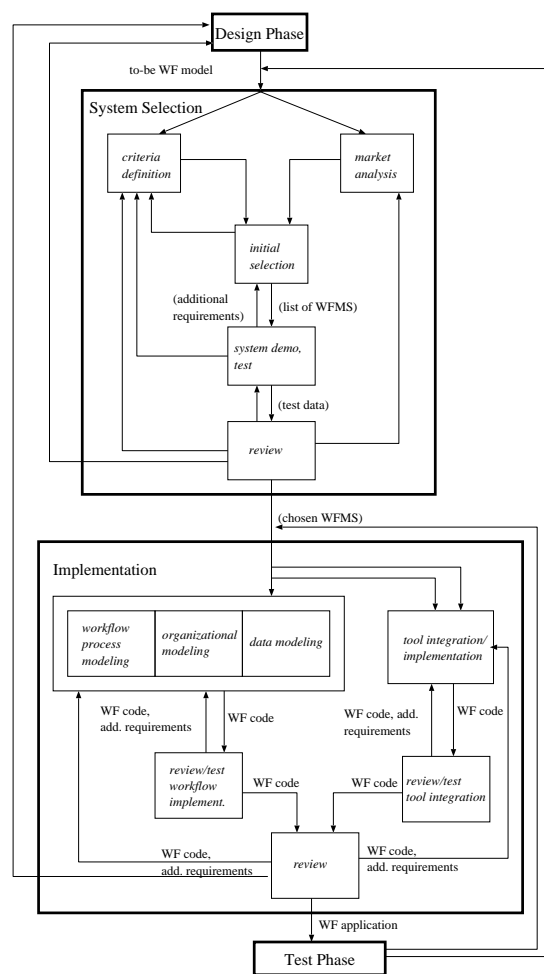 Design Phase
to-be WF model
System Selection
criteria
definition
market
analysis
initial
selection
(additional
requirements)
(list of WFMS)
system demo,
test
(test data)
review
(chosen WFMS)
Implementation
workflow
process
modeling
organizational
modeling
data modeling
tool integration/
implementation
WF code,
add. requirements
WF code
WF code, add.
requirements
WF code
review/test
workflow
implement.
WF code
WF code
review/test
tool integration
WF code,
add. requirements
review
WF code,
add. requirements
WF application
Test Phase